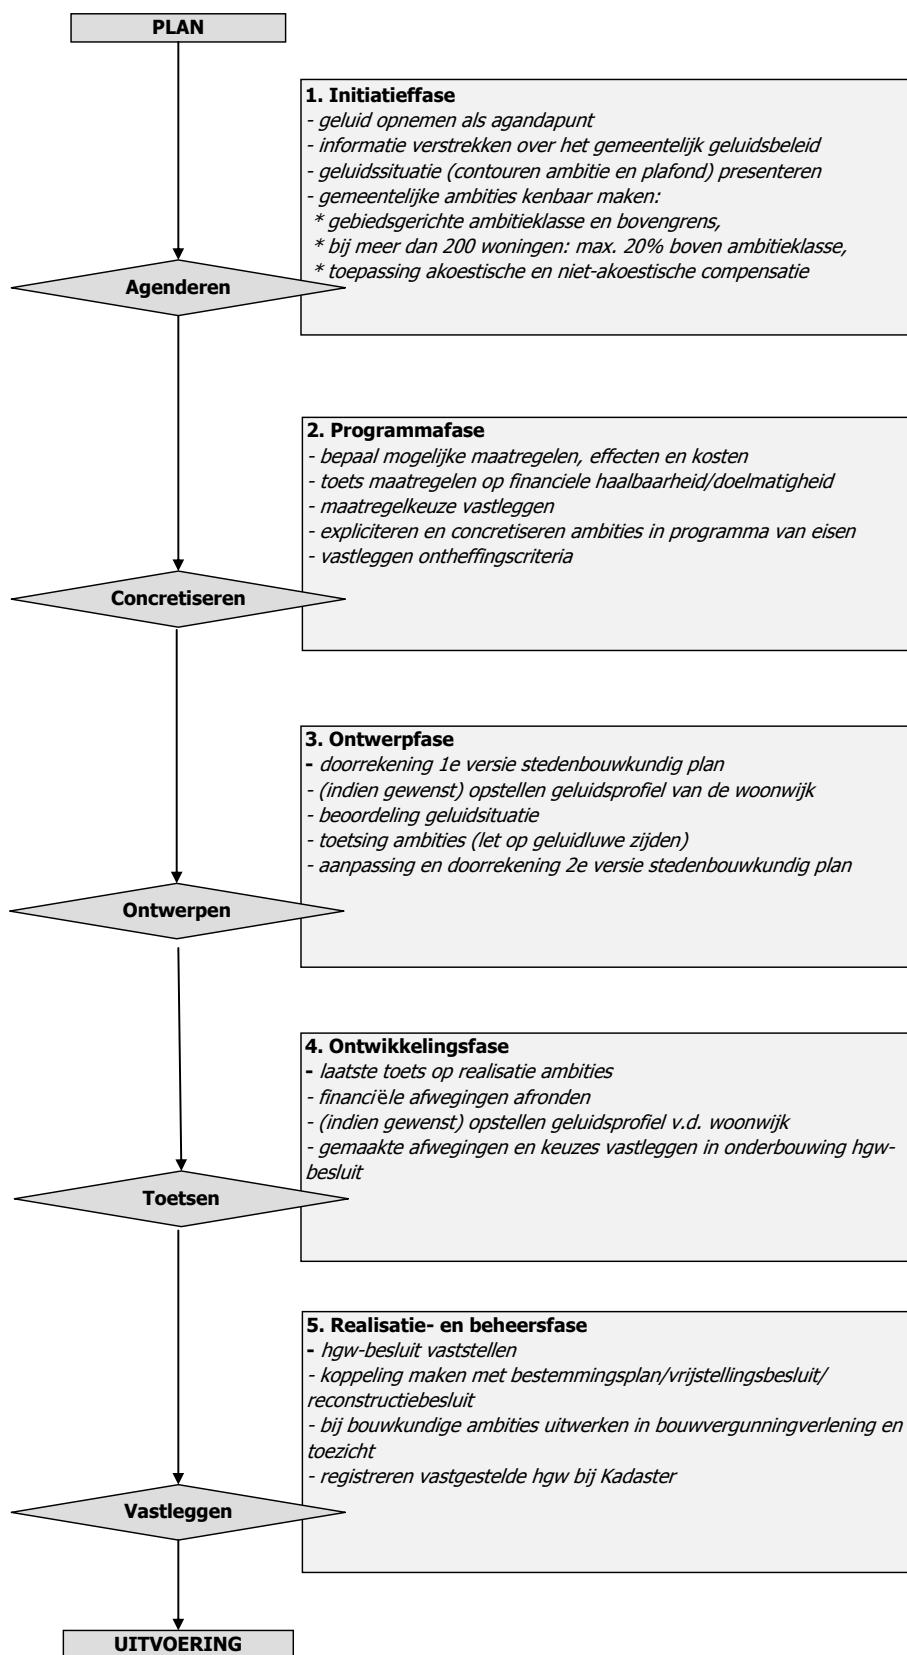 PLAN
1. Initiatieffase
- geluid opnemen als agandapunt
- informatie verstrekken over het gemeentelijk geluidsbeleid
- geluidssituatie (contouren ambitie en plafond) presenteren
- gemeentelijke ambities kenbaar maken:
* gebiedsgerichte ambitieklasse en bovengrens,
* bij meer dan 200 woningen: max. 20% boven ambitieklasse,
* toepassing akoestische en niet-akoestische compensatie
Agenderen
2. Programmafase
- bepaal mogelijke maatregelen, effecten en kosten
- toets maatregelen op financiele haalbaarheid/doelmatigheid
- maatregelkeuze vastleggen
- expliciteren en concretiseren ambities in programma van eisen
- vastleggen ontheffingscriteria
Concretiseren
3. Ontwerpfase
- doorrekening 1e versie stedenbouwkundig plan
- (indien gewenst) opstellen geluidsprofiel van de woonwijk
- beoordeling geluidsituatie
- toetsing ambities (let op geluidluwe zijden)
- aanpassing en doorrekening 2e versie stedenbouwkundig plan
Ontwerpen
4. Ontwikkelingsfase
- laatste toets op realisatie ambities
- financiële afwegingen afronden
- (indien gewenst) opstellen geluidsprofiel v.d. woonwijk
- gemaakte afwegingen en keuzes vastleggen in onderbouwing hgw-
besluit
Toetsen
5. Realisatie- en beheersfase
- hgw-besluit vaststellen
- koppeling maken met bestemmingsplan/vrijstellingsbesluit/
reconstructiebesluit
- bij bouwkundige ambities uitwerken in bouwvergunningverlening en
toezicht
- registreren vastgestelde hgw bij Kadaster
Vastleggen
UITVOERING